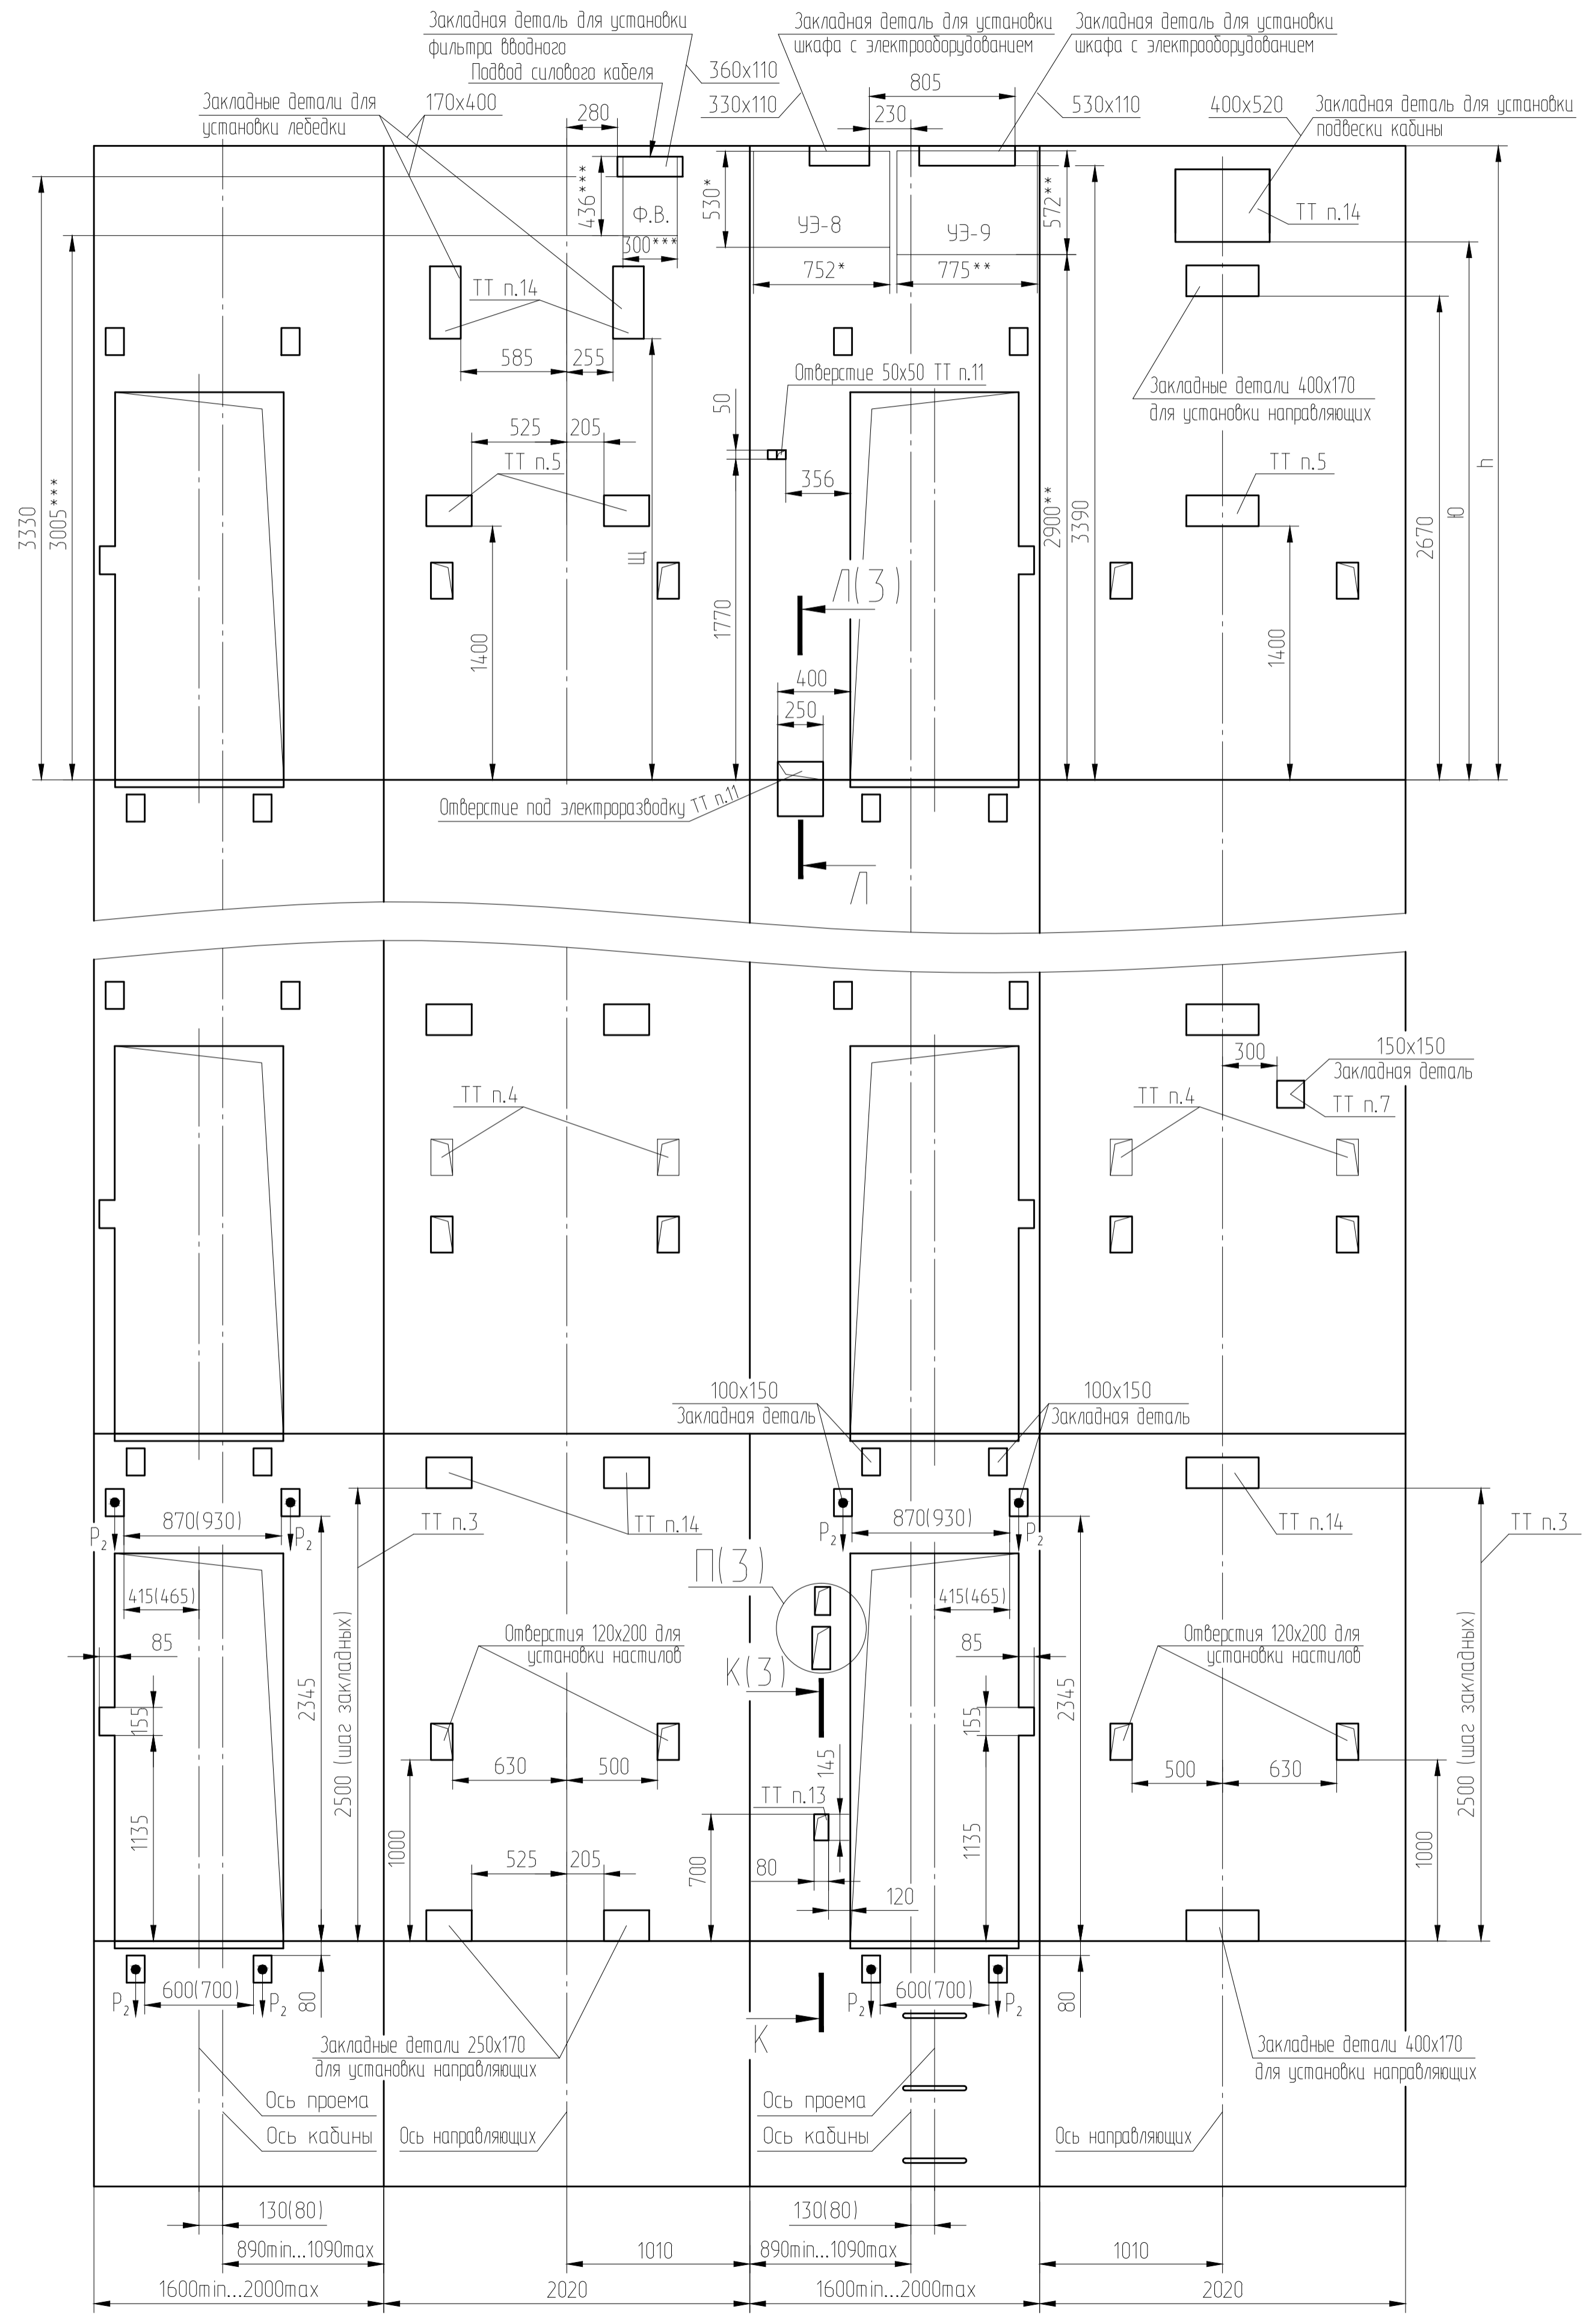 Закладная деталь для установки
фильтра вводного
Подвод силового кабеля
360х110
Закладная деталь для установки
шкафа с электрооборудованием
330х110
Закладная деталь для установки
шкафа с электрооборудованием
530х110
805
230
400х520
Закладная деталь для установки
подвески кабины
Закладные детали для
установки лебедки
170х400
280
436***
Ф.В.
300***
530*
УЭ-8
752*
УЭ-9
775**
572**
ТТ п.14
ТТ п.14
585
255
Отверстие 50х50 ТТ п.11
50
356
Закладные детали 400х170
для установки направляющих
525
205
ТТ п.5
ТТ п.5
3330
3005***
Щ
1400
1770
2900**
3390
1400
2670
Ю
h
Л(3)
400
250
Отверстие под электроразводку ТТ п.11
Л
300
150х150
Закладная деталь
ТТ п.7
ТТ п.4
ТТ п.4
100х150
Закладная деталь
100х150
Закладная деталь
P2
870(930)
P2
ТТ п.3
ТТ п.14
P2
870(930)
P2
ТТ п.14
ТТ п.3
П(3)
415(465)
415(465)
85
85
Отверстия 120х200 для
установки настилов
Отверстия 120х200 для
установки настилов
К(3)
155
2345
2500 (шаг закладных)
155
2345
2500 (шаг закладных)
630
500
145
500
630
ТТ п.13
1135
1000
700
80
1135
1000
525
205
120
P2
600(700)
P2
80
P2
600(700)
P2
80
К
Закладные детали 250х170
для установки направляющих
Закладные детали 400х170
для установки направляющих
Ось проема
Ось кабины
Ось направляющих
Ось проема
Ось кабины
Ось направляющих
130(80)
130(80)
890min...1090max
1010
890min...1090max
1010
1600min...2000max
2020
1600min...2000max
2020